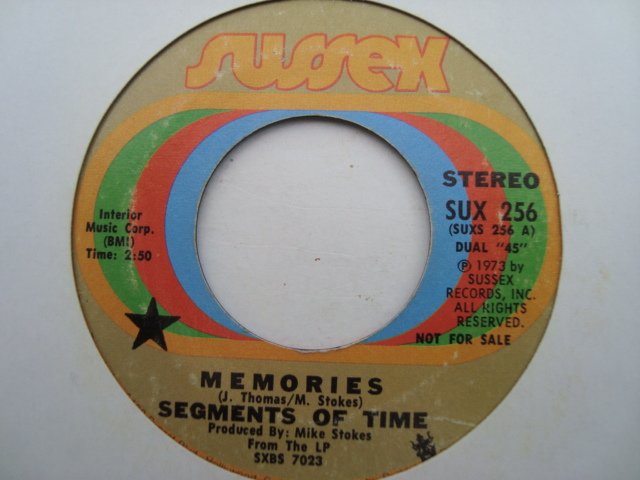 sussex
STEREO
SUX 256
(SUXS 256 A)
DUAL "45"
℗ 1973 by
SUSSEX
RECORDS, INC.
ALL RIGHTS
RESERVED.
NOT FOR SALE
Interior
Music Corp.
(BMI)
Time: 2:50
MEMORIES
(J. Thomas/M. Stokes)
SEGMENTS OF TIME
Produced By: Mike Stokes
From The LP
SXBS 7023